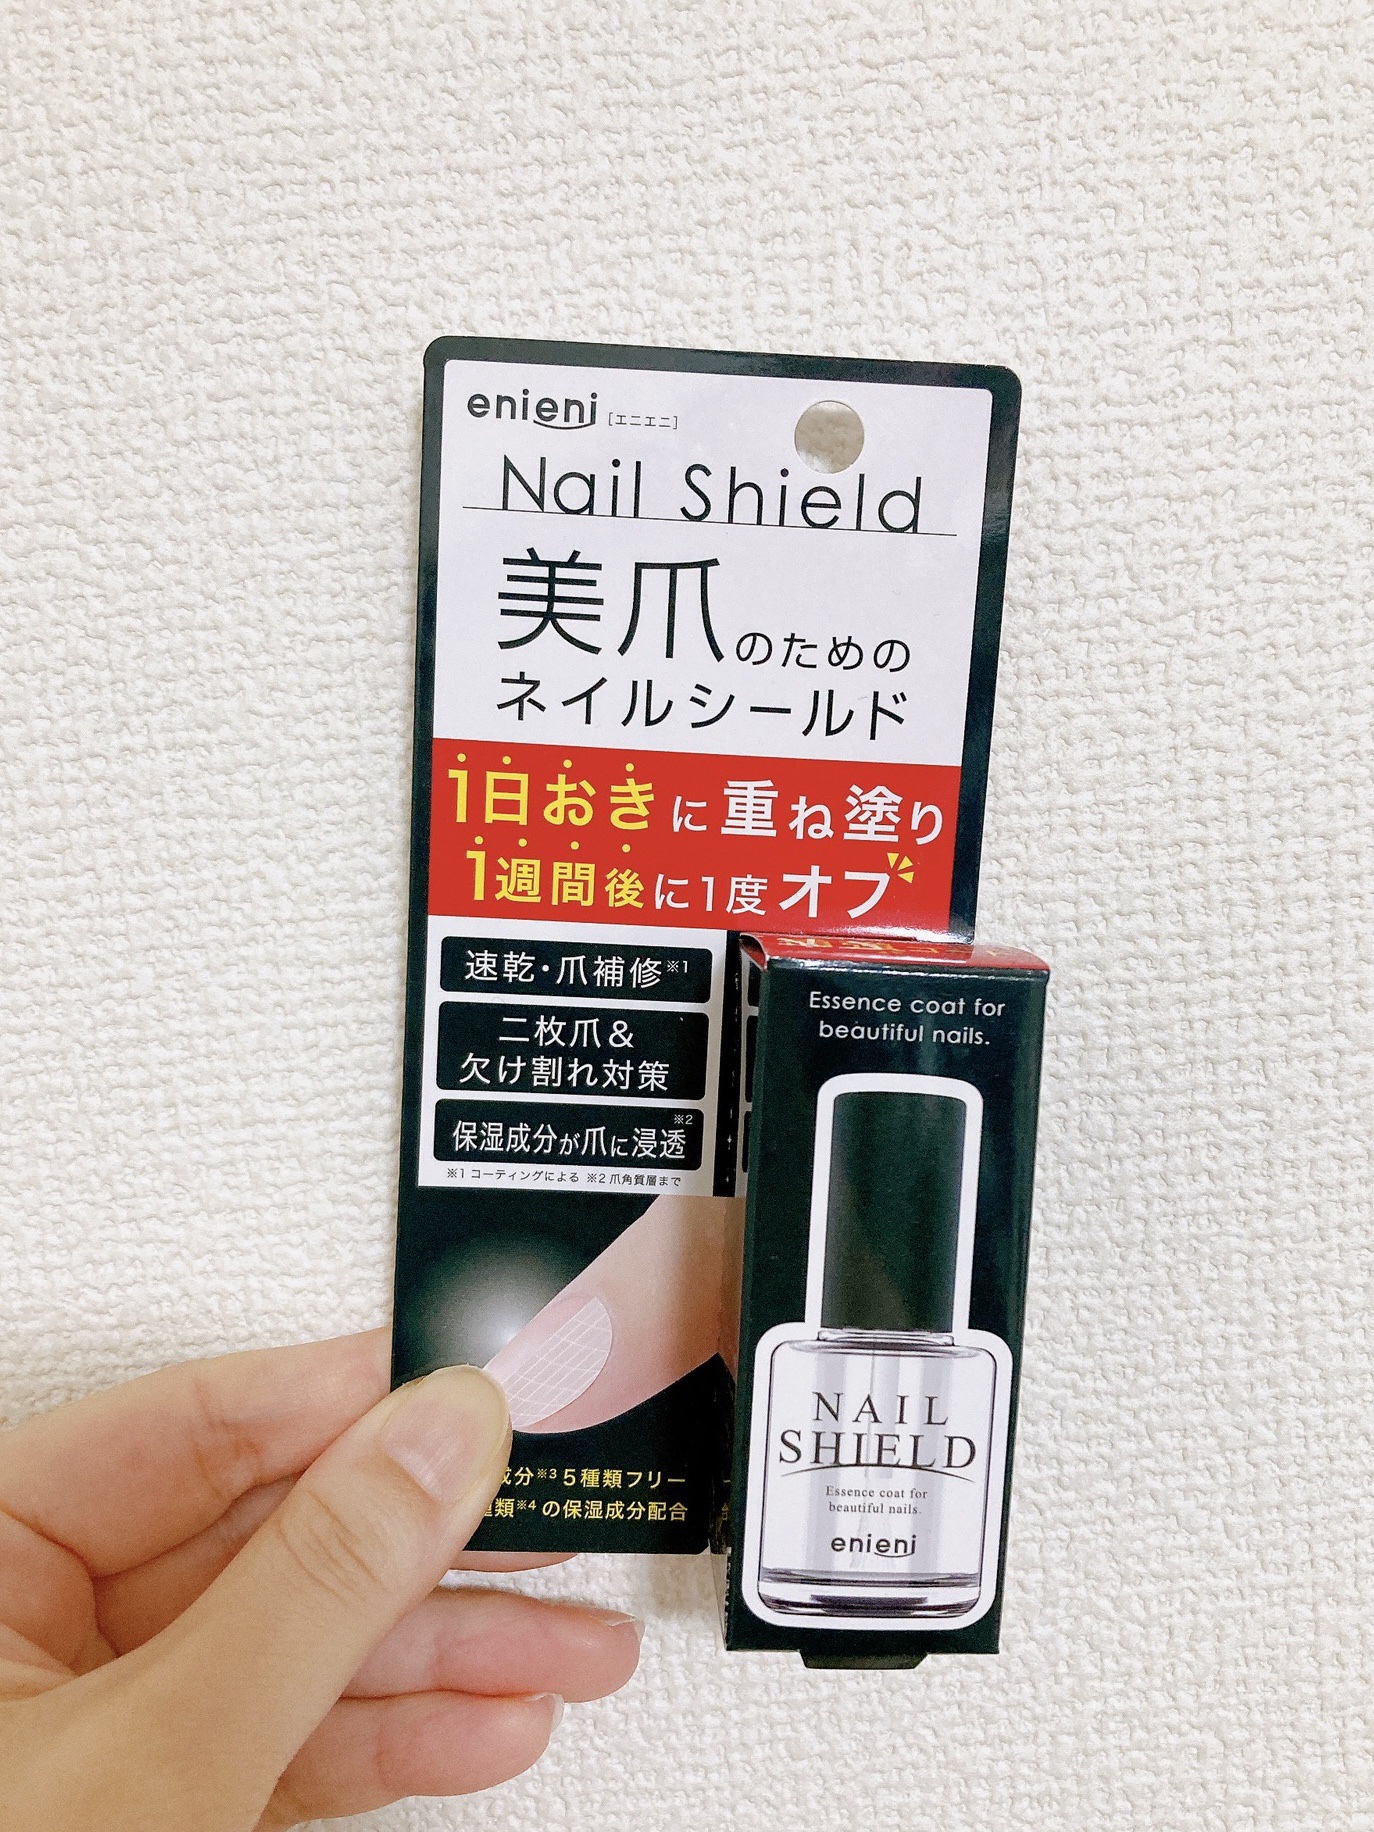 enieni [エニエニ]
Nail Shield
美爪のための
ネイルシールド
1日おきに重ね塗り
1週間後に1度オフ
速乾・爪補修※1
二枚爪&
欠け割れ対策
保湿成分が爪に浸透※2
※1 コーティングによる ※2 爪角質層まで
成分※3 5種類フリー
種類※4 の保湿成分配合
Essence coat for
beautiful nails.
NAIL
SHIELD
Essence coat for
beautiful nails.
enieni